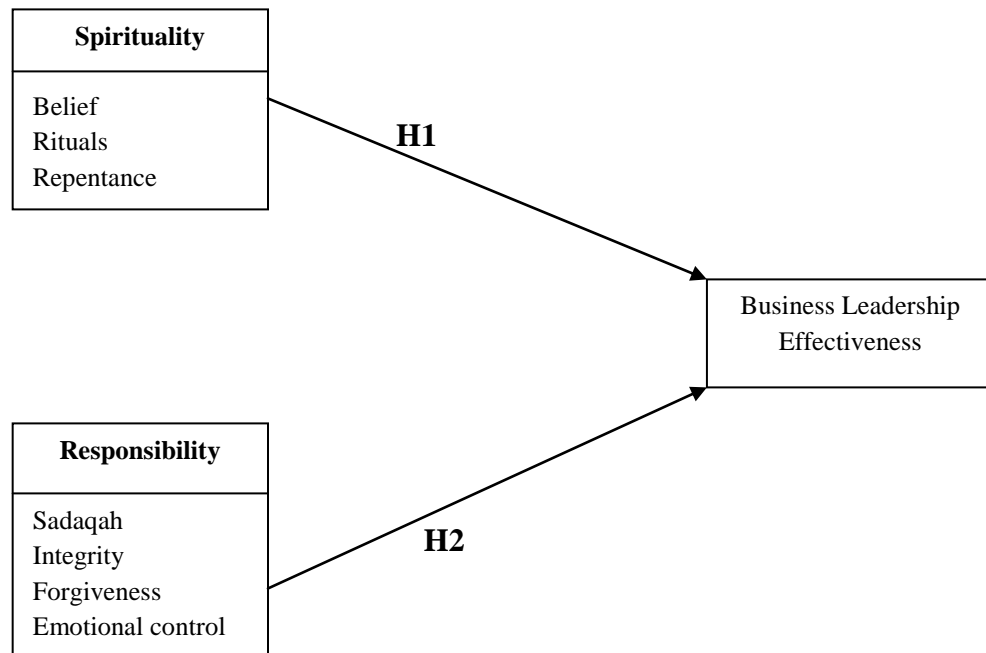 Spirituality
Belief
Rituals
Repentance
H1
Business Leadership
Effectiveness
Responsibility
Sadaqah
Integrity
Forgiveness
Emotional control
H2